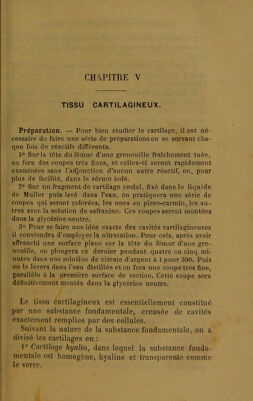 CHAPITRE V
TISSU CARTILAGINEUX.
Préparation. — Pour bien étudier le cartilage, il est né-
cessaire de faire une série de préparations en se servant cha-
que fois de réactifs différents.
1° Sur la tête du fémur d'une grenouille fraîchement tuée,
on fera des coupes très fines, et celles-ci seront rapidement
examinées sans l'adjonction d'aucun autre réactif, ou, pour
plus de facilité, dans le sérum iodé.
2° Sur un fragment de cartilage costal, fixé dans le liquide
de Muller puis lavé dans l'eau, on pratiquera une série de
coupes qui seront colorées, les unes au picro-carmin, les au-
tres avec la solution de safranine. Ces coupes seront montées
dans la glycérine neutre.
3° Pour se faire une idée exacte des cavités cartilagineuses
il conviendra d'employer la nitratation. Pour cela, après avoir
affranchi une surface plane sur la tête du fémur d'une gre-
nouille, on plongera ce dernier pendant quatre ou cinq mi-
nutes dans une solution de nitrate d'argent à 1 pour 300. Puis
on le lavera dans l'eau distillée et on fera une coupe très fine,
parallèle à la première surface de section. Cette coupe sera
définitivement montée dans la glycérine neutre.
Le tissu cartilagineux est essentiellement constitué
par une substance fondamentale, creusée de cavités
exactement remplies par des cellules.
Suivant la nature de la substance fondamentale, on a
divisé les cartilages en :
1° Cartilage hyalin, dans lequel la substance fonda-
mentale est homogène, hyaline et transparente comme
le verre.